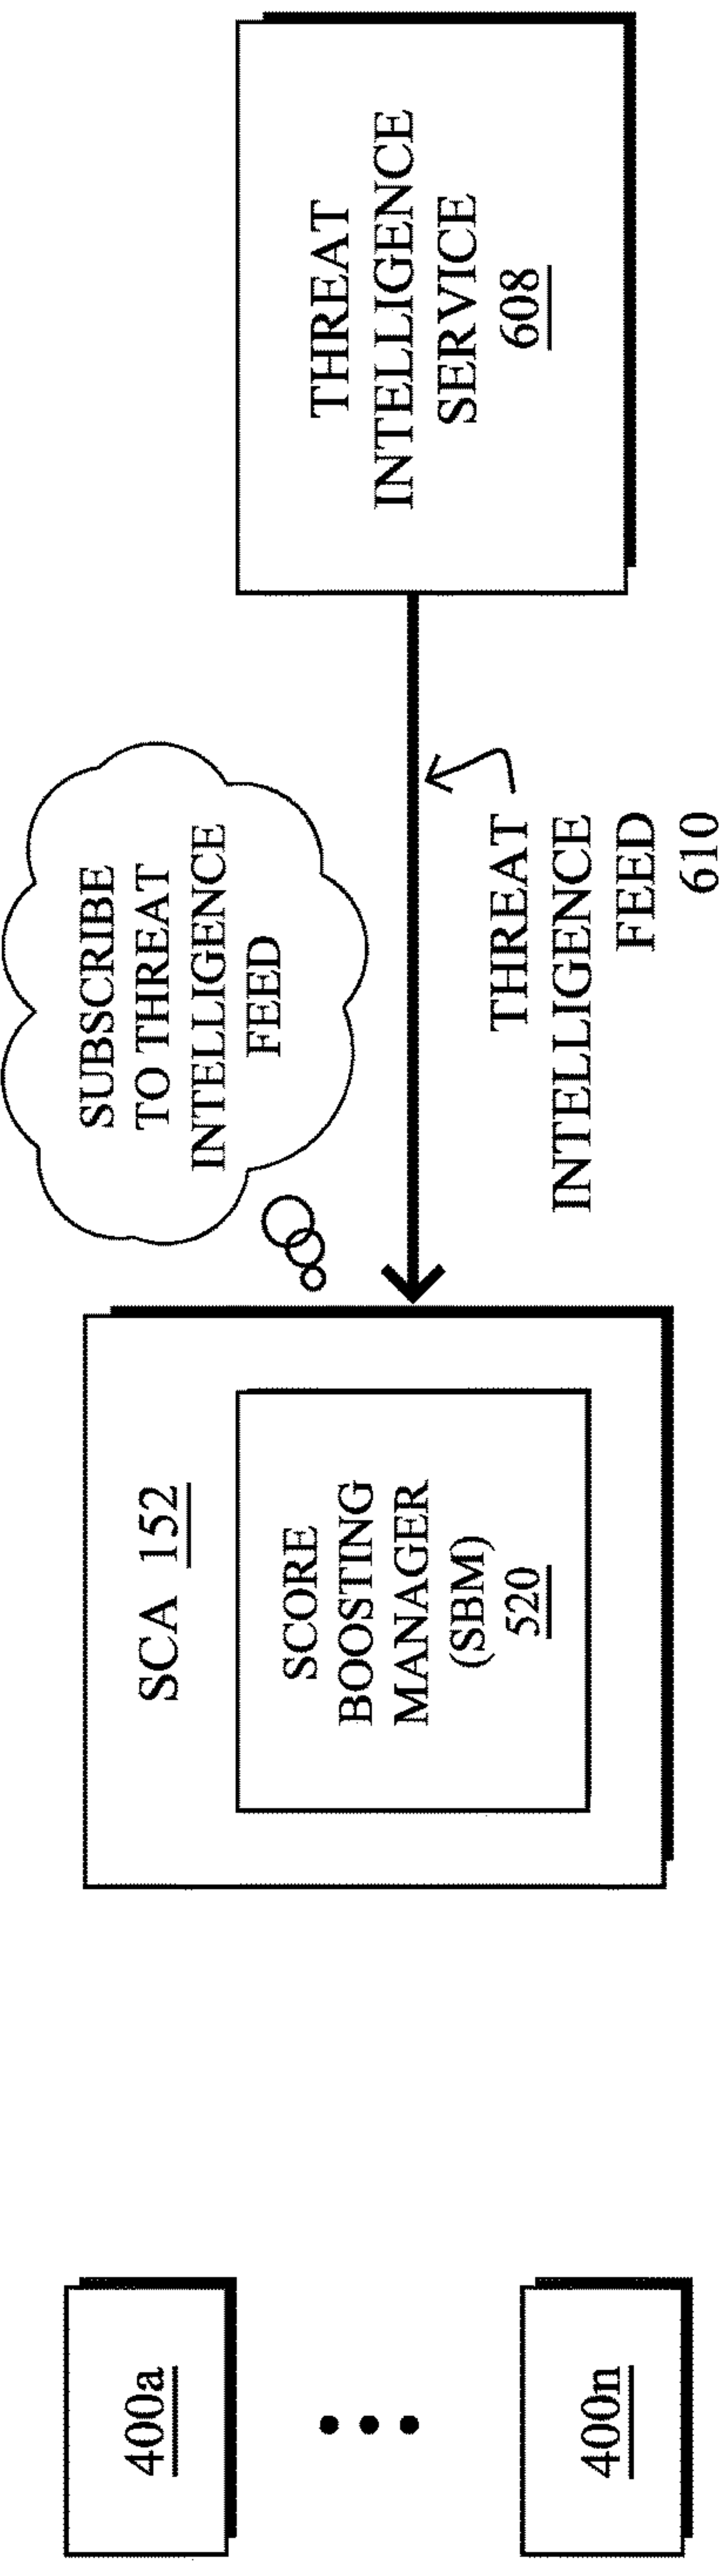 400a
400n
SCA 152
SCORE
BOOSTING
MANAGER
(SBM)
520
SUBSCRIBE
TO THREAT
INTELLIGENCE
FEED
THREAT
INTELLIGENCE
FEED
610
THREAT
INTELLIGENCE
SERVICE
608